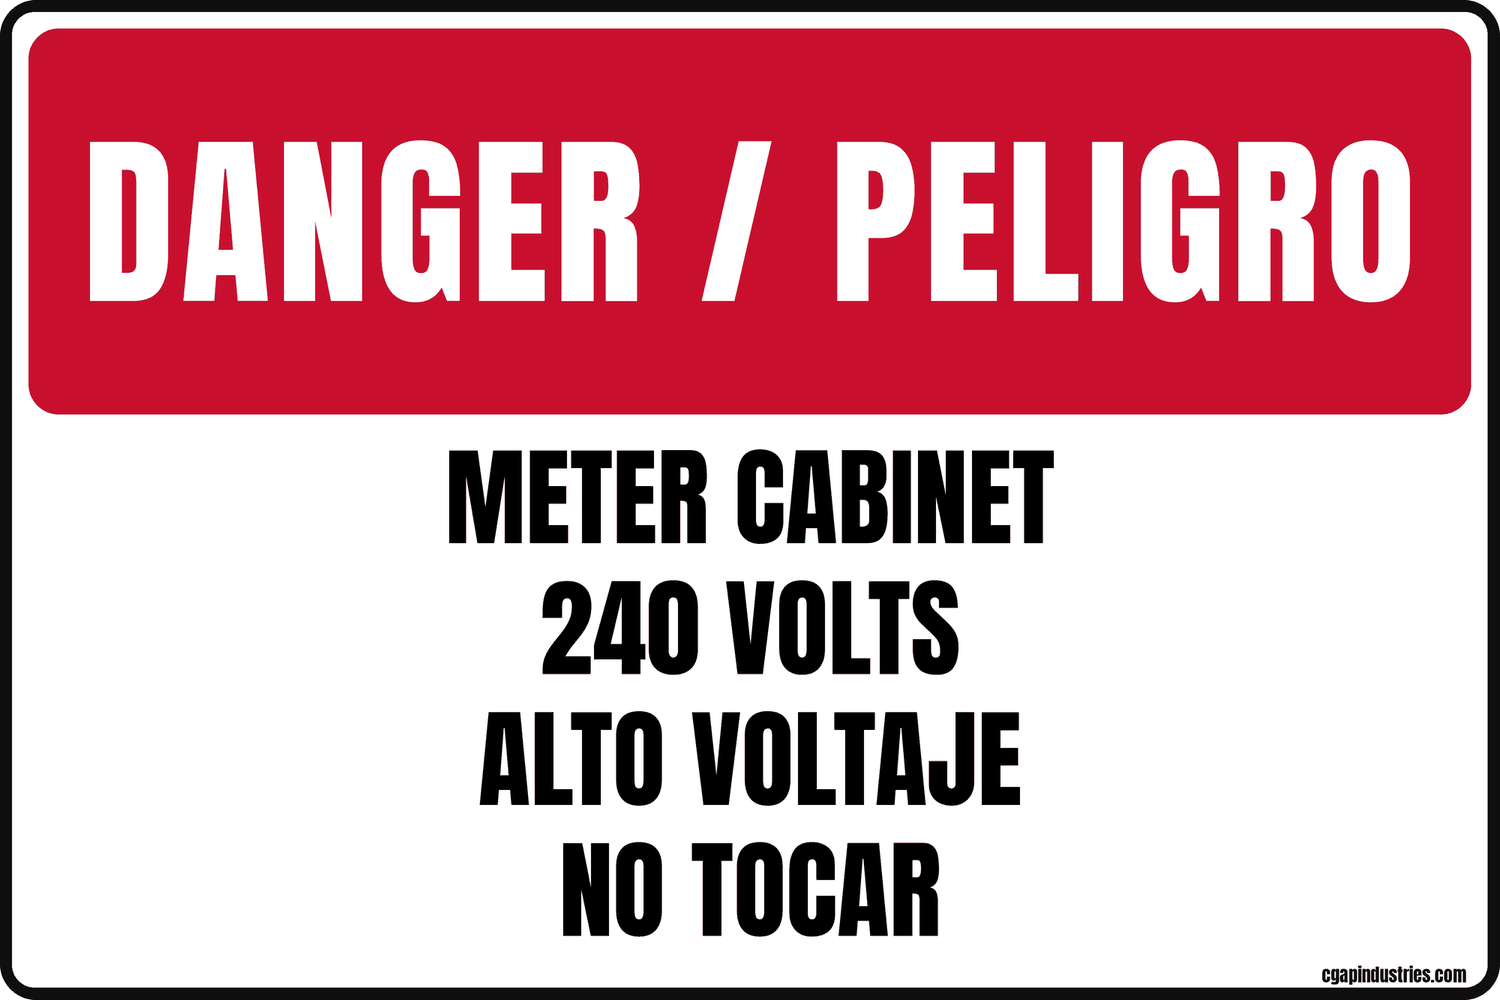 DANGER / PELIGRO
METER CABINET
240 VOLTS
ALTO VOLTAJE
NO TOCAR
cgapindustries.com